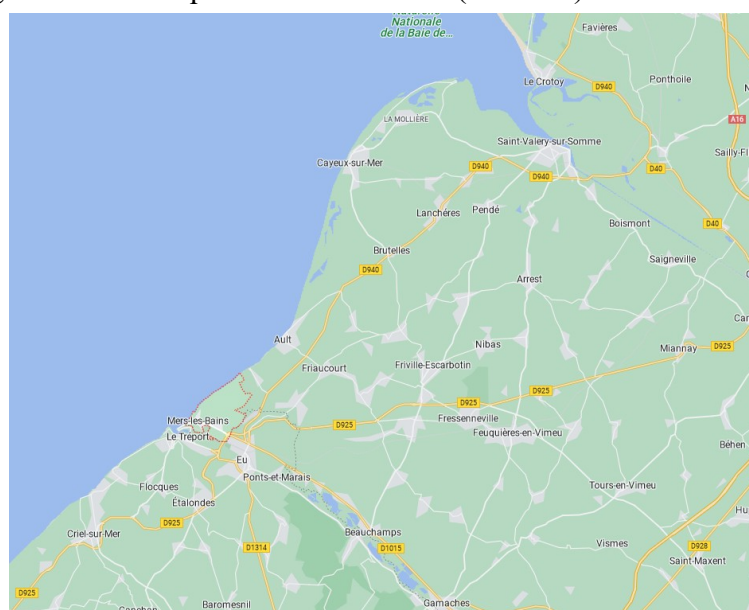 Nationale
de la Baie de...
Favières
Le Crotoy
D940
Ponthoile
LA MOLLIÈRE
A16
Saint-Valery-sur-Somme
Cayeux-sur-Mer
D940
D940
D40
Lanchères
Pendé
Boismont
D40
Brutelles
Saigneville
D940
Arrest
Ault
Nibas
Miannay
D925
Friaucourt
Friville-Escarbotin
D925
D925
Mers-les-Bains
Fressenneville
D925
Le Tréport
Feuquières-en-Vimeu
Eu
Béhen
Ponts-et-Marais
Flocques
Tours-en-Vimeu
Étalondes
D925
Criel-sur-Mer
Beauchamps
Vismes
D1314
D1015
D928
Saint-Maxent
D925
Gamaches
Baromesnil